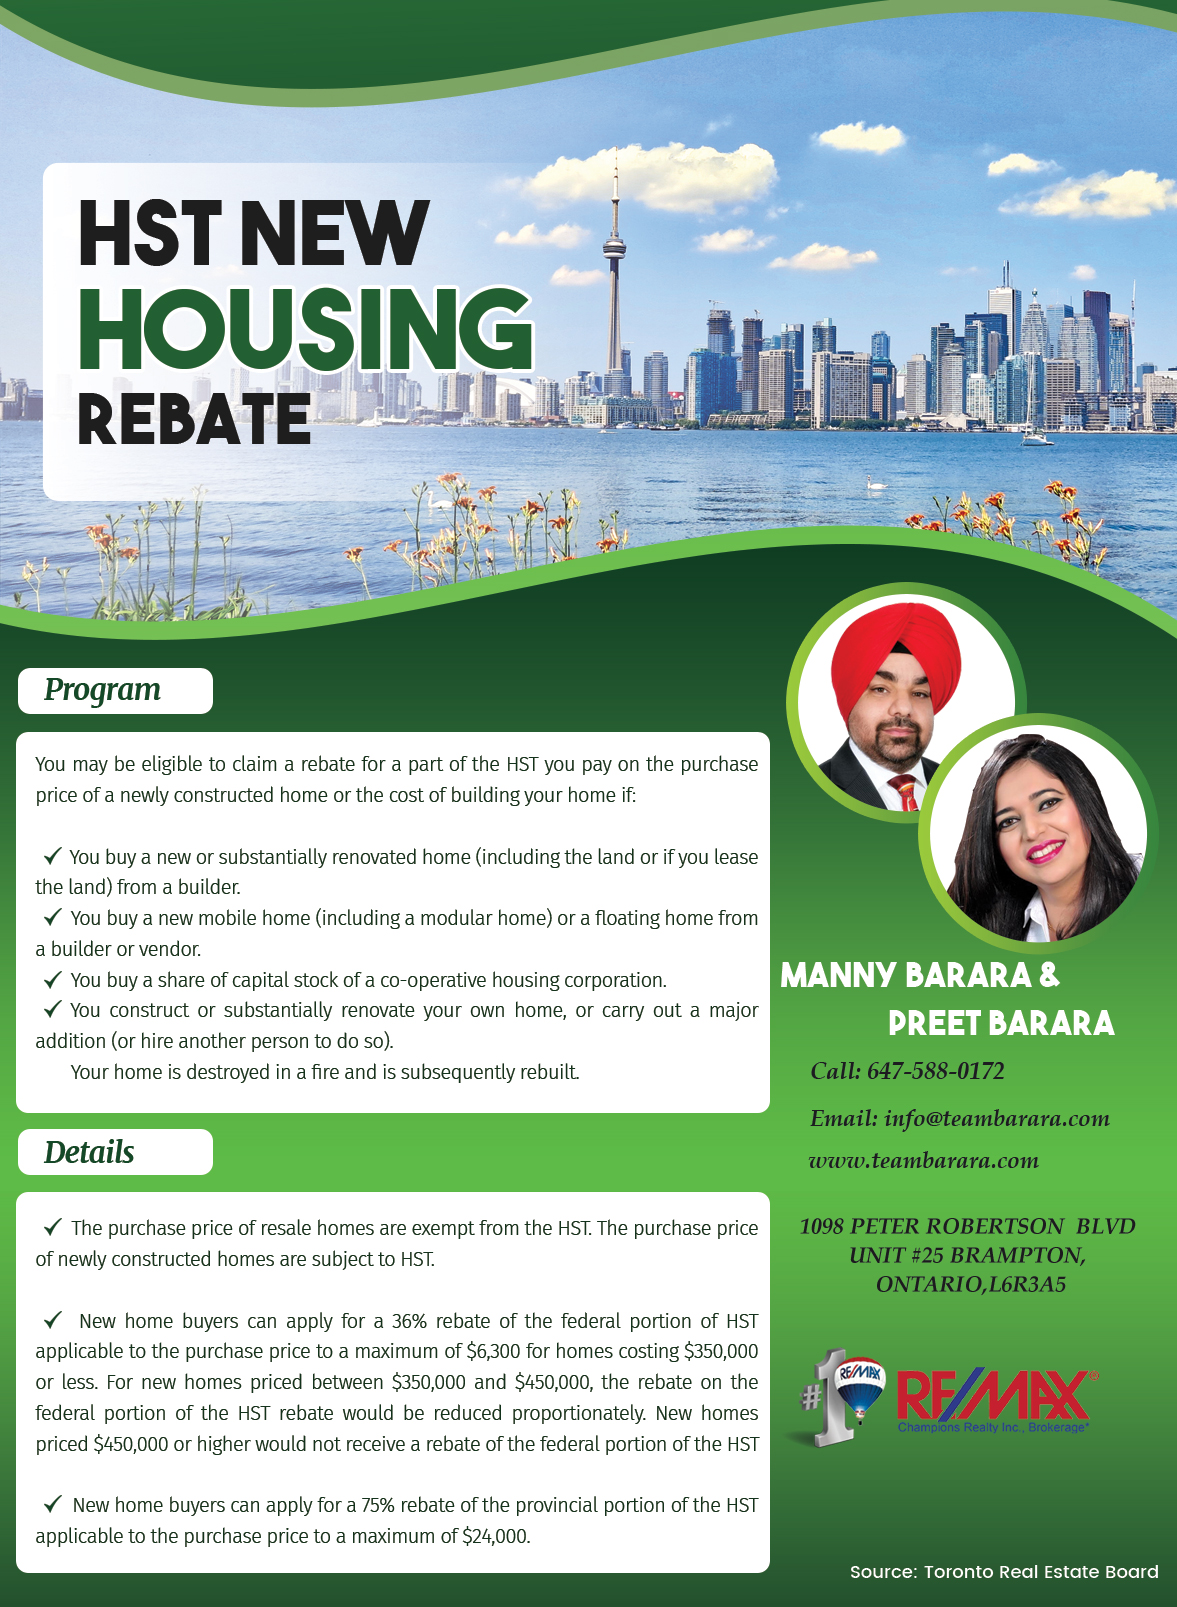 HST NEW
HOUSING
REBATE
Program
You may be eligible to claim a rebate for a part of the HST you pay on the purchase
price of a newly constructed home or the cost of building your home if:
You buy a new or substantially renovated home (including the land or if you lease
the land) from a builder.
You buy a new mobile home (including a modular home) or a floating home from
a builder or vendor.
You buy a share of capital stock of a co-operative housing corporation.
You construct or substantially renovate your own home, or carry out a major
addition (or hire another person to do so).
Your home is destroyed in a fire and is subsequently rebuilt.
Details
The purchase price of resale homes are exempt from the HST. The purchase price
of newly constructed homes are subject to HST.
New home buyers can apply for a 36% rebate of the federal portion of HST
applicable to the purchase price to a maximum of $6,300 for homes costing $350,000
or less. For new homes priced between $350,000 and $450,000, the rebate on the
federal portion of the HST rebate would be reduced proportionately. New homes
priced $450,000 or higher would not receive a rebate of the federal portion of the HST
New home buyers can apply for a 75% rebate of the provincial portion of the HST
applicable to the purchase price to a maximum of $24,000.
MANNY BARARA &
PREET BARARA
Call: 647-588-0172
Email: info@teambarara.com
www.teambarara.com
1098 PETER ROBERTSON BLVD
UNIT #25 BRAMPTON,
ONTARIO,L6R3A5
#1
RE/MAX
RE/MAX®
Champions Realty Inc., Brokerage*
Source: Toronto Real Estate Board